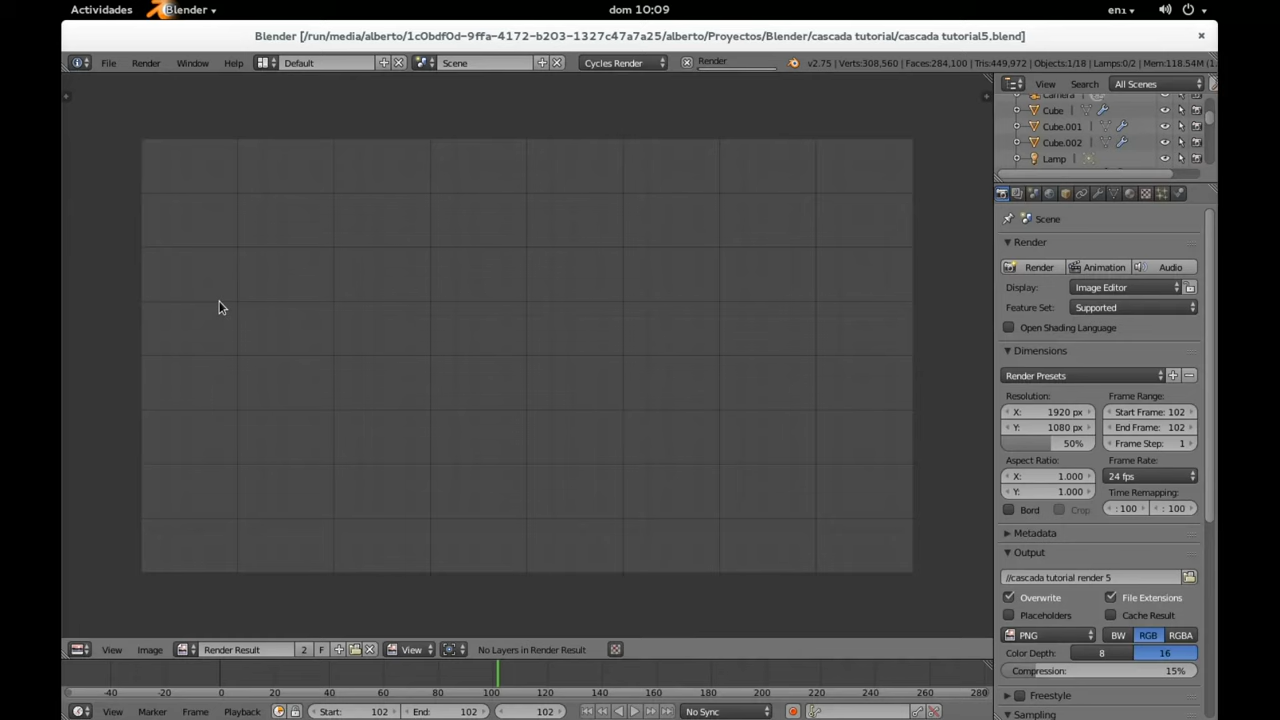 Actividades Blender dom 10:09 en₁
Blender [/run/media/alberto/1c0bdf0d-9ffa-4172-b203-1327c47a7a25/alberto/Proyectos/Blender/cascada tutorial/cascada tutorial5.blend]
File Render Window Help Default Scene Cycles Render Render v2.75 | Verts:308,560 | Faces:284,100 | Tris:449,972 | Objects:1/18 | Lamps:0/2 | Mem:118.54M (1:
View Search All Scenes
Camera
Cube
Cube.001
Cube.002
Lamp
Scene
Render
Render Animation Audio
Display: Image Editor
Feature Set: Supported
Open Shading Language
Dimensions
Render Presets
Resolution: Frame Range:
X: 1920 px Start Frame: 102
Y: 1080 px End Frame: 102
50% Frame Step: 1
Aspect Ratio: Frame Rate:
X: 1.000 24 fps
Y: 1.000 Time Remapping:
Bord Crop : 100 : 100
Metadata
Output
//cascada tutorial render 5
Overwrite File Extensions
Placeholders Cache Result
PNG BW RGB RGBA
Color Depth: 8 16
Compression: 15%
Freestyle
Sampling
View Image Render Result 2 F View No Layers in Render Result
-40 -20 0 20 40 60 80 100 120 140 160 180 200 220 240 260 280
View Marker Frame Playback Start: 102 End: 102 102 No Sync